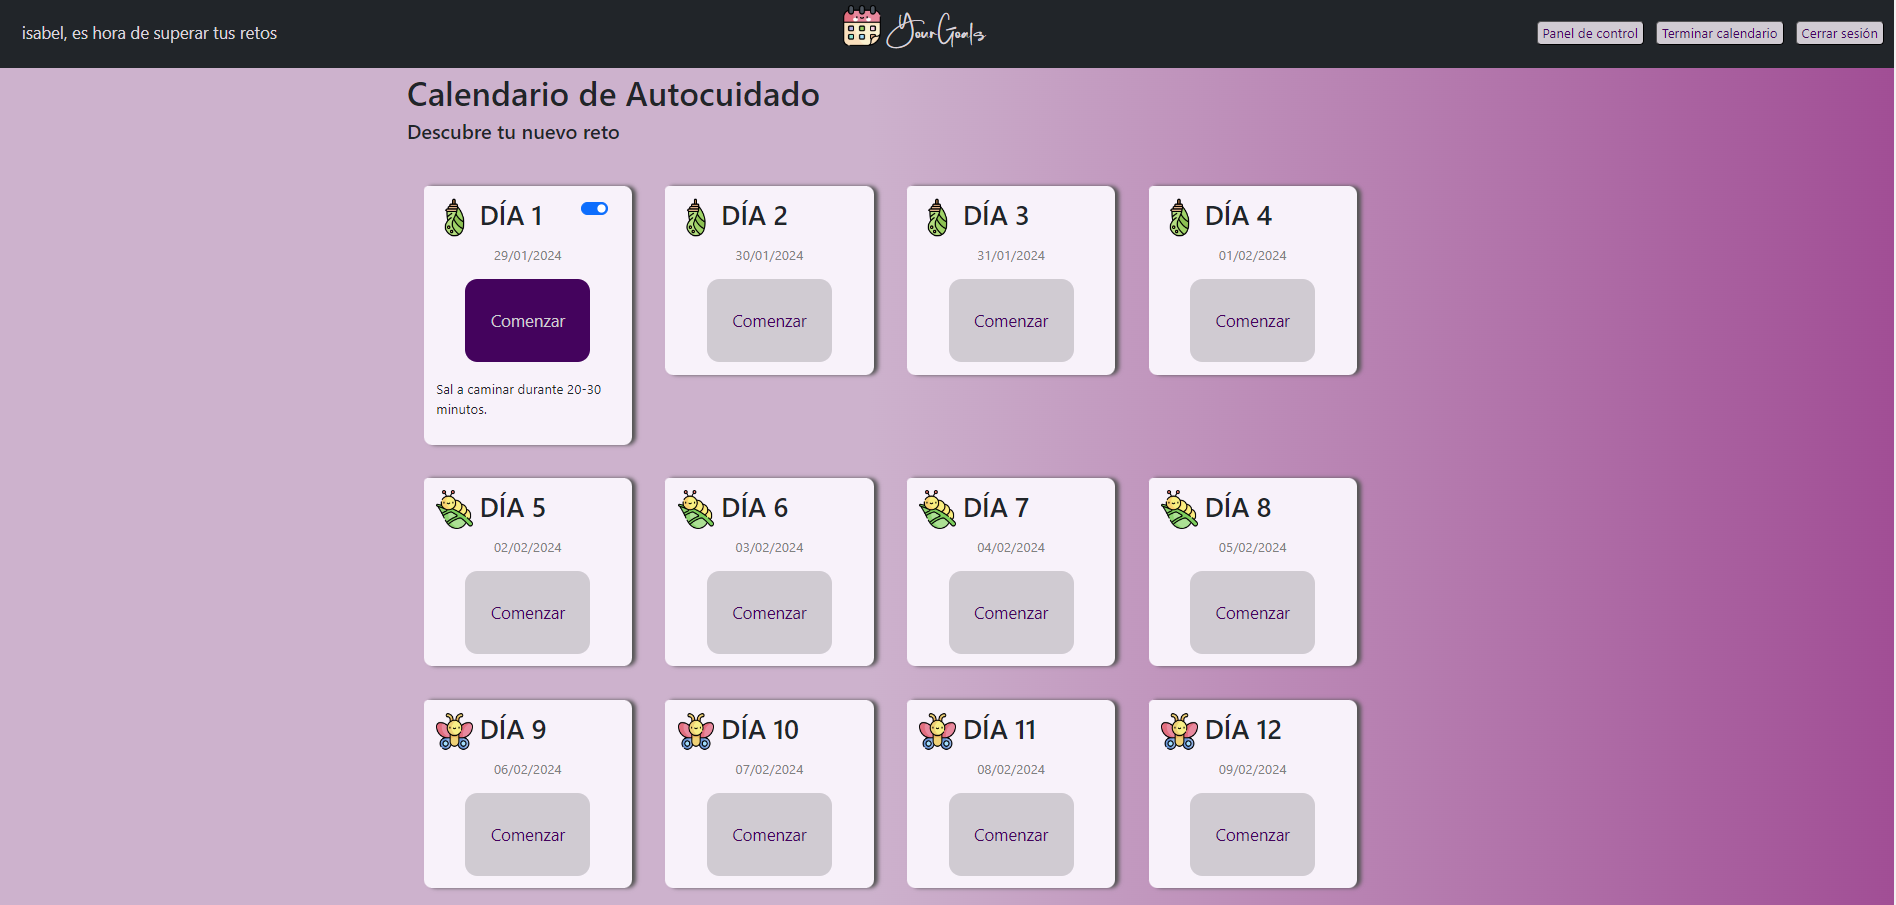 isabel, es hora de superar tus retos
YourGoals
Panel de control
Terminar calendario
Cerrar sesión
Calendario de Autocuidado
Descubre tu nuevo reto
DÍA 1
29/01/2024
Comenzar
Sal a caminar durante 20-30
minutos.
DÍA 2
30/01/2024
Comenzar
DÍA 3
31/01/2024
Comenzar
DÍA 4
01/02/2024
Comenzar
DÍA 5
02/02/2024
Comenzar
DÍA 6
03/02/2024
Comenzar
DÍA 7
04/02/2024
Comenzar
DÍA 8
05/02/2024
Comenzar
DÍA 9
06/02/2024
Comenzar
DÍA 10
07/02/2024
Comenzar
DÍA 11
08/02/2024
Comenzar
DÍA 12
09/02/2024
Comenzar